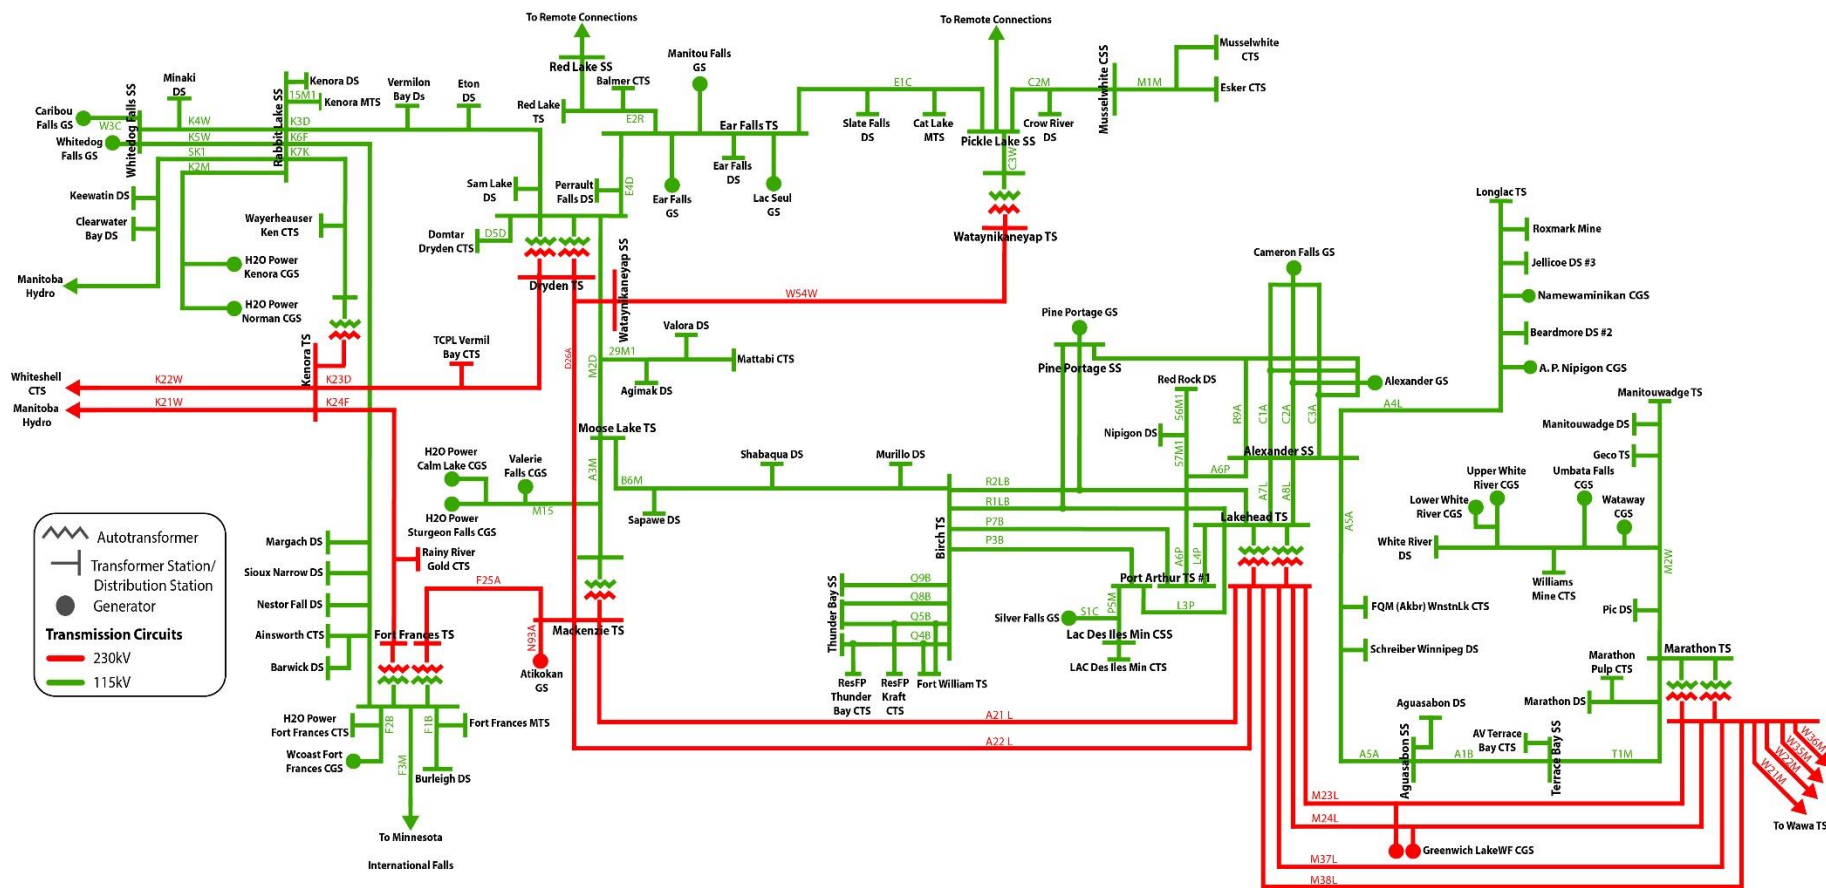 To Remote Connections
To Remote Connections
Red Lake SS
Manitou Falls
GS
Balmer CTS
Red Lake
TS
E2R
Ear Falls TS
Ear Falls
DS
Ear Falls
GS
Lac Seul
GS
Perrault
Falls DS
E4D
E1C
Slate Falls
DS
Cat Lake
MTS
Pickle Lake SS
C2M
Crow River
DS
Musselwhite CSS
M1M
Musselwhite
CTS
Esker CTS
C3W
Wataynikaneyap TS
Minaki
DS
Caribou
Falls GS
W3C
Whitedog
Falls GS
Whitedog Falls SS
K4W
K5W
SK1
K2M
Rabbit Lake SS
Kenora DS
15M1
Kenora MTS
K3D
K6F
K7K
Vermilon
Bay Ds
Eton
DS
Sam Lake
DS
Domtar
Dryden CTS
D5D
Dryden TS
Wataynikaneyap SS
W54W
Keewatin DS
Clearwater
Bay DS
Manitoba
Hydro
Wayerheauser
Ken CTS
H2O Power
Kenora CGS
H2O Power
Norman CGS
Kenora TS
Whiteshell
CTS
K22W
K23D
TCPL Vermil
Bay CTS
Manitoba
Hydro
K21W
K24F
D26A
M2D
29M1
Valora DS
Mattabi CTS
Agimak DS
Moose Lake TS
A3M
B6M
Shabaqua DS
Murillo DS
Sapawe DS
H2O Power
Calm Lake CGS
Valerie
Falls CGS
H2O Power
Sturgeon Falls CGS
M15
Autotransformer
Transformer Station/
Distribution Station
Generator
Transmission Circuits
230kV
115kV
Margach DS
Sioux Narrow DS
Nestor Fall DS
Ainsworth CTS
Barwick DS
Rainy River
Gold CTS
F25A
Fort Frances TS
N93A
Atikokan
GS
Mackenzie TS
H2O Power
Fort Frances CTS
Wcoast Fort
Frances CGS
F2B
F3M
F1B
Fort Frances MTS
Burleigh DS
To Minnesota
International Falls
Birch TS
R2LB
R1LB
P7B
P3B
Thunder Bay SS
Q9B
Q8B
Q5B
Q4B
ResFP
Thunder
Bay CTS
ResFP
Kraft
CTS
Fort William TS
Silver Falls GS
S1C
P5M
Port Arthur TS #1
Lac Des Iles Min CSS
LAC Des Iles Min CTS
L3P
L4P
A6P
Lakehead TS
A7L
A8L
A6P
Pine Portage GS
Pine Portage SS
Red Rock DS
56M1
Nipigon DS
57M1
Cameron Falls GS
R9A
C1A
C2A
C3A
Alexander GS
Alexander SS
A4L
Longlac TS
Roxmark Mine
Jellicoe DS #3
Namewaminikan CGS
Beardmore DS #2
A. P. Nipigon CGS
A5A
FQM (Akbr) WnstnLk CTS
Schreiber Winnipeg DS
Manitouwadge TS
Manitouwadge DS
Geco TS
Upper White
River CGS
Umbata Falls
CGS
Lower White
River CGS
Wataway
CGS
White River
DS
Williams
Mine CTS
M2W
Pic DS
Marathon TS
Marathon
Pulp CTS
Marathon DS
Aguasabon DS
Aguasabon SS
AV Terrace
Bay CTS
Terrace Bay SS
A5A
A1B
T1M
A21 L
A22 L
M23L
M24L
Greenwich LakeWF CGS
M37L
M38L
W36M
W35M
W22M
W21M
To Wawa TS